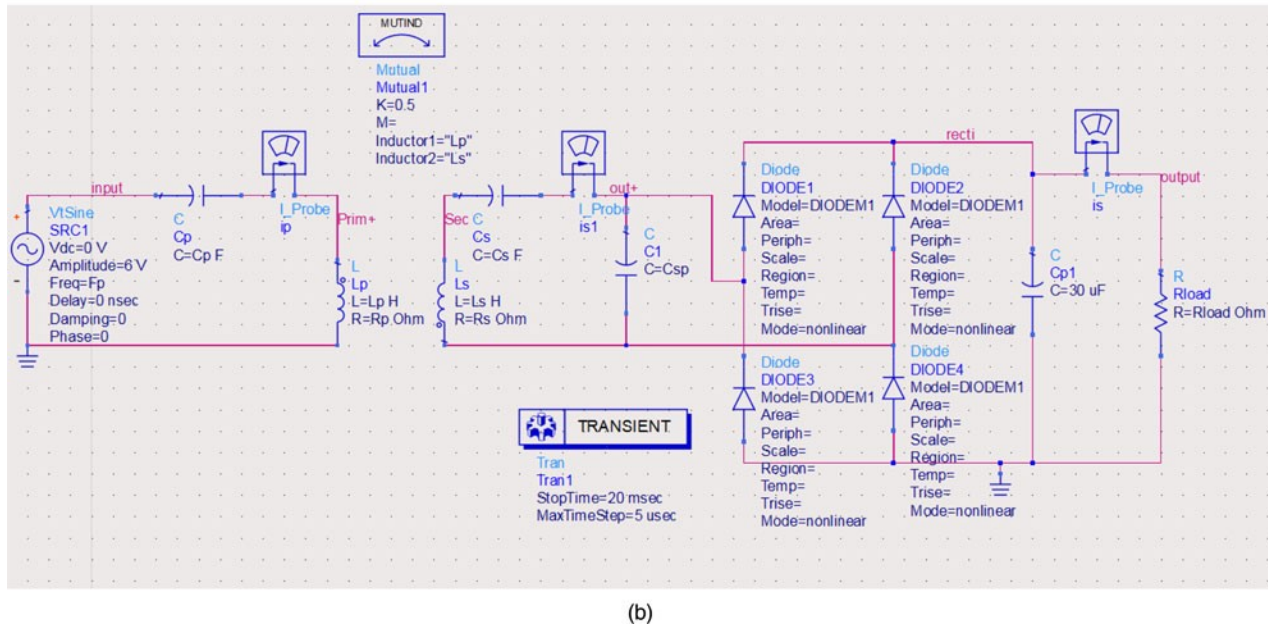 MUTIND
Mutual
Mutual1
K=0.5
M=
Inductor1="Lp"
Inductor2="Ls"
input
C
Cp
C=Cp F
I_Probe
ip
Prim+
+
-
VtSine
SRC1
Vdc=0 V
Amplitude=6 V
Freq=Fp
Delay=0 nsec
Damping=0
Phase=0
L
Lp
L=Lp H
R=Rp Ohm
Sec
C
Cs
C=Cs F
I_Probe
is1
out+
L
Ls
L=Ls H
R=Rs Ohm
C
C1
C=Csp
recti
Diode
DIODE1
Model=DIODEM1
Area=
Periph=
Scale=
Region=
Temp=
Trise=
Mode=nonlinear
Diode
DIODE2
Model=DIODEM1
Area=
Periph=
Scale=
Region=
Temp=
Trise=
Mode=nonlinear
I_Probe
is
output
C
Cp1
C=30 uF
R
Rload
R=Rload Ohm
Diode
DIODE3
Model=DIODEM1
Area=
Periph=
Scale=
Region=
Temp=
Trise=
Mode=nonlinear
Diode
DIODE4
Model=DIODEM1
Area=
Periph=
Scale=
Region=
Temp=
Trise=
Mode=nonlinear
TRANSIENT
Tran
Tran1
StopTime=20 msec
MaxTimeStep=5 usec
(b)